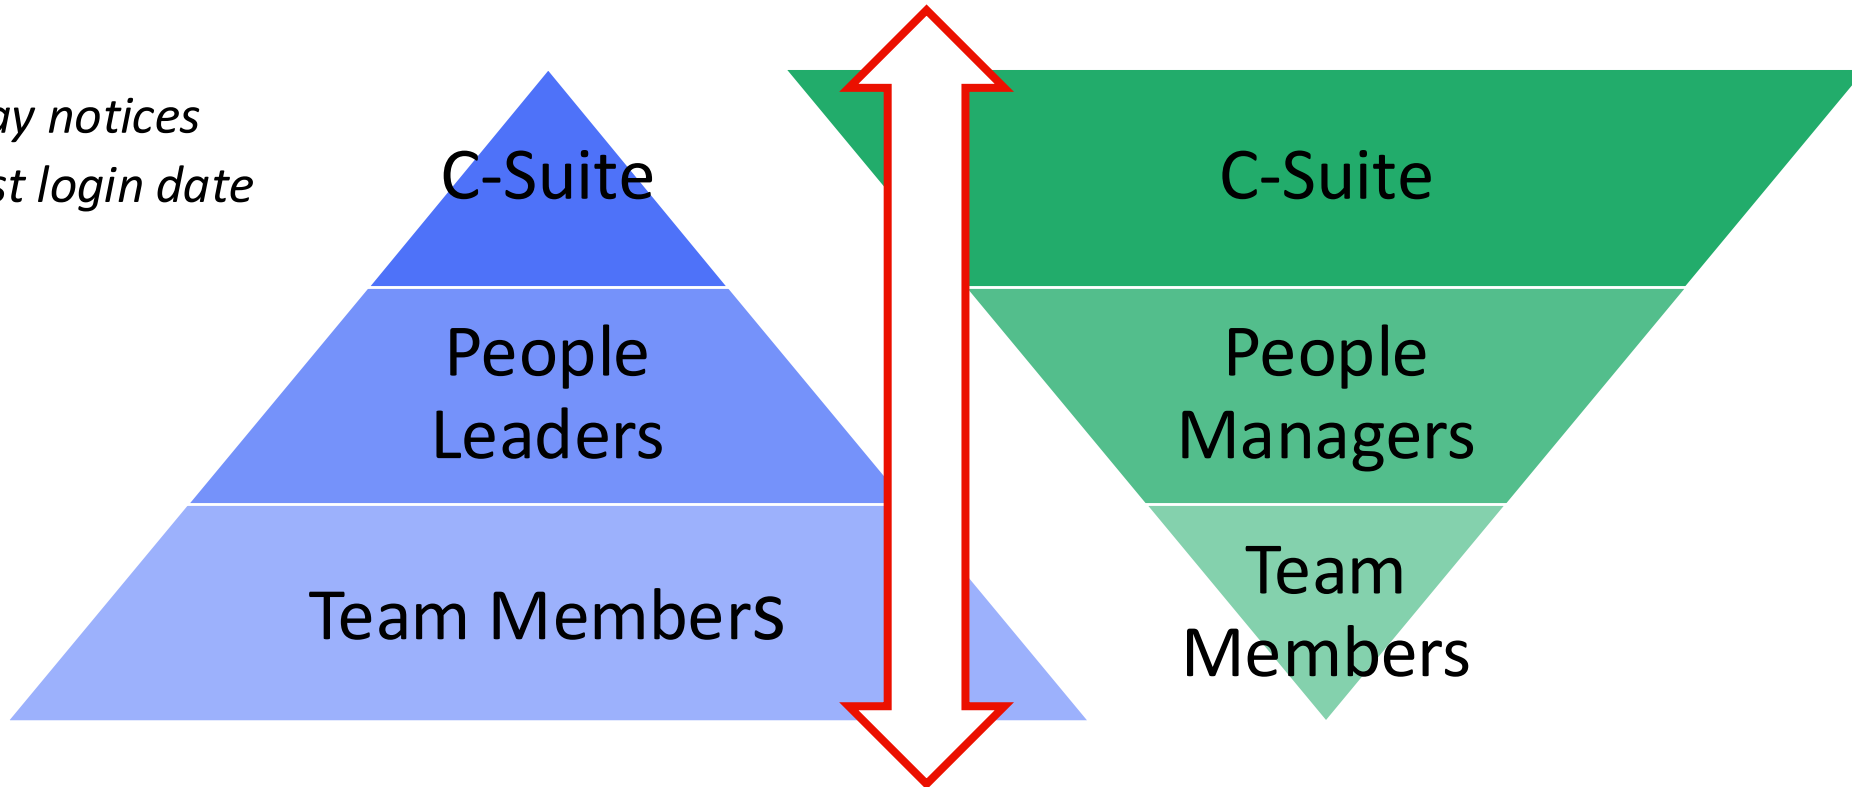 notices
login date
C-Suite
People
Leaders
Team Members
C-Suite
People
Managers
Team
Members